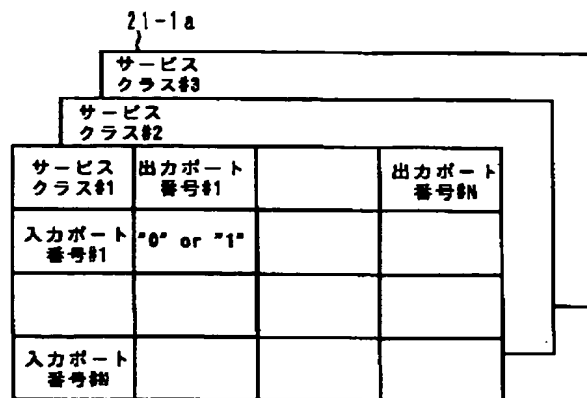 21-1a
サービス
クラス#3
サービス
クラス#2
サービス
クラス#1
出力ポート
番号#1
出力ポート
番号#N
入力ポート
番号#1
"0" or "1"
入力ポート
番号#N